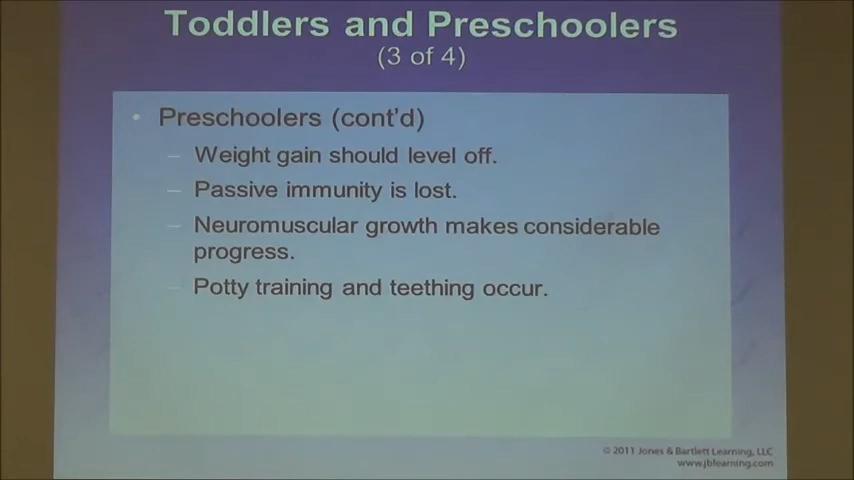 Toddlers and Preschoolers
(3 of 4)
• Preschoolers (cont'd)
– Weight gain should level off.
– Passive immunity is lost.
– Neuromuscular growth makes considerable
progress.
– Potty training and teething occur.
© 2011 Jones & Bartlett Learning, LLC
www.jblearning.com